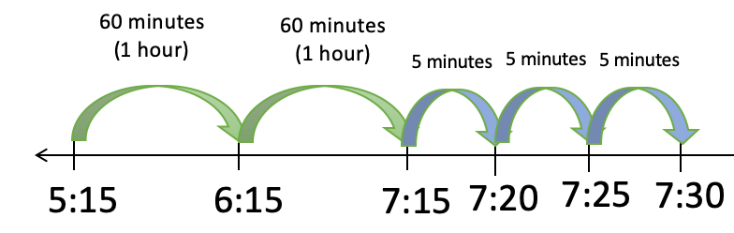 60 minutes
(1 hour)
60 minutes
(1 hour)
5 minutes
5 minutes
5 minutes
5:15
6:15
7:15
7:20
7:25
7:30